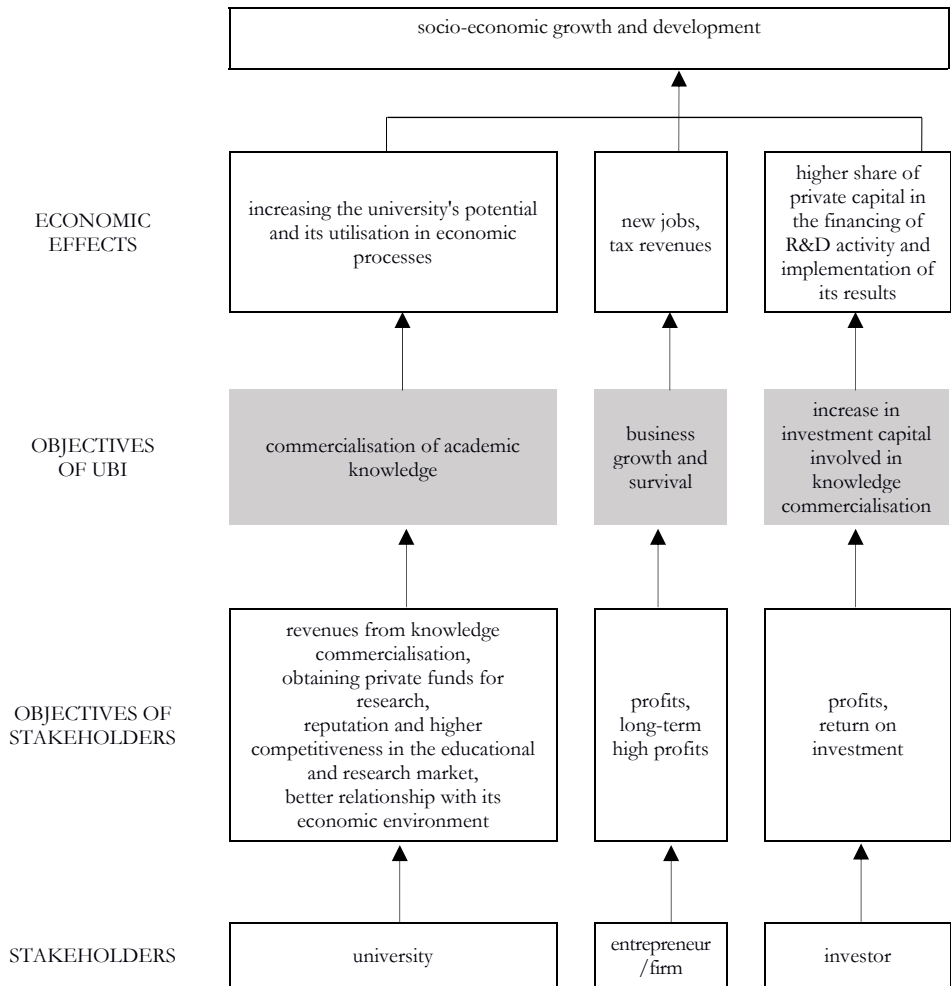 socio-economic growth and development
ECONOMIC
EFFECTS
increasing the university's potential
and its utilisation in economic
processes
new jobs,
tax revenues
higher share of
private capital in
the financing of
R&D activity and
implementation of
its results
OBJECTIVES
OF UBI
commercialisation of academic
knowledge
business
growth and
survival
increase in
investment capital
involved in
knowledge
commercialisation
OBJECTIVES OF
STAKEHOLDERS
revenues from knowledge
commercialisation,
obtaining private funds for
research,
reputation and higher
competitiveness in the educational
and research market,
better relationship with its
economic environment
profits,
long-term
high profits
profits,
return on
investment
STAKEHOLDERS
university
entrepreneur
/firm
investor